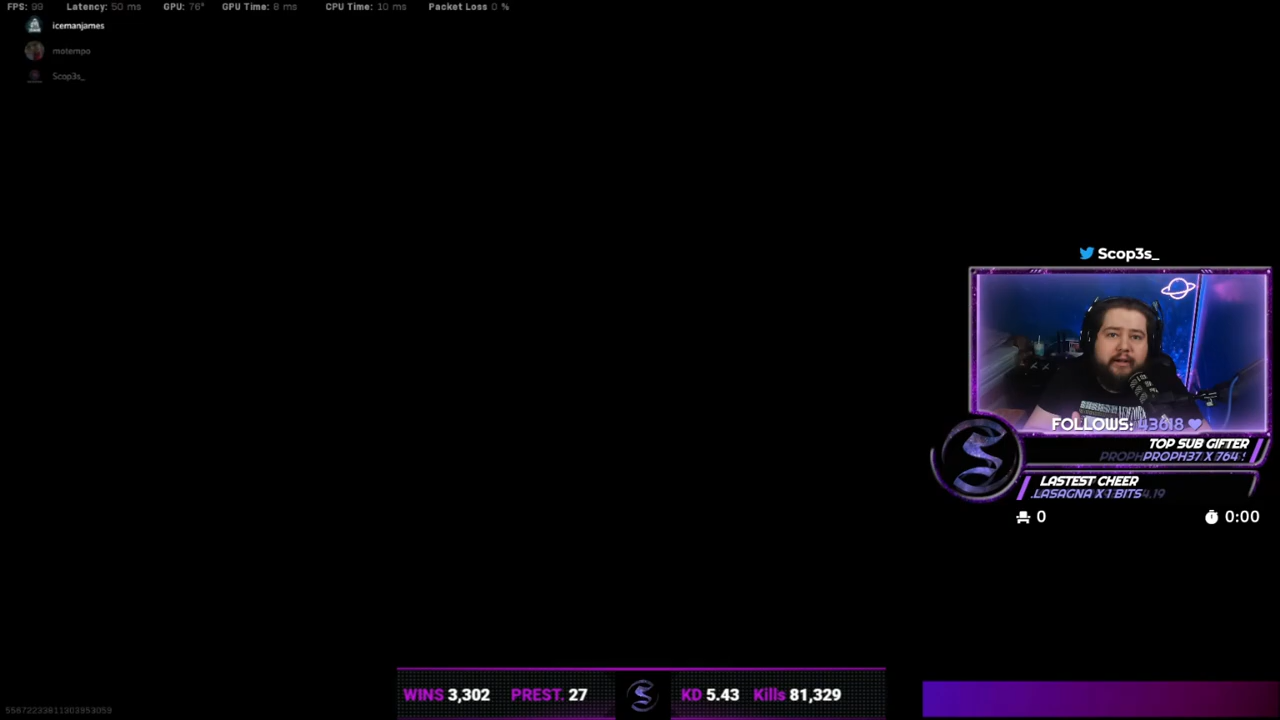 FPS: 99 Latency: 50 ms GPU: 76° GPU Time: 8 ms CPU Time: 10 ms Packet Loss 0 %
icemanjames
motempo
Scop3s_
Scop3s_
FOLLOWS: 43618
TOP SUB GIFTER
PROPH37 X 764
LASTEST CHEER
LASAGNA X 1 BITS
0 0:00
WINS 3,302 PREST. 27 KD 5.43 Kills 81,329